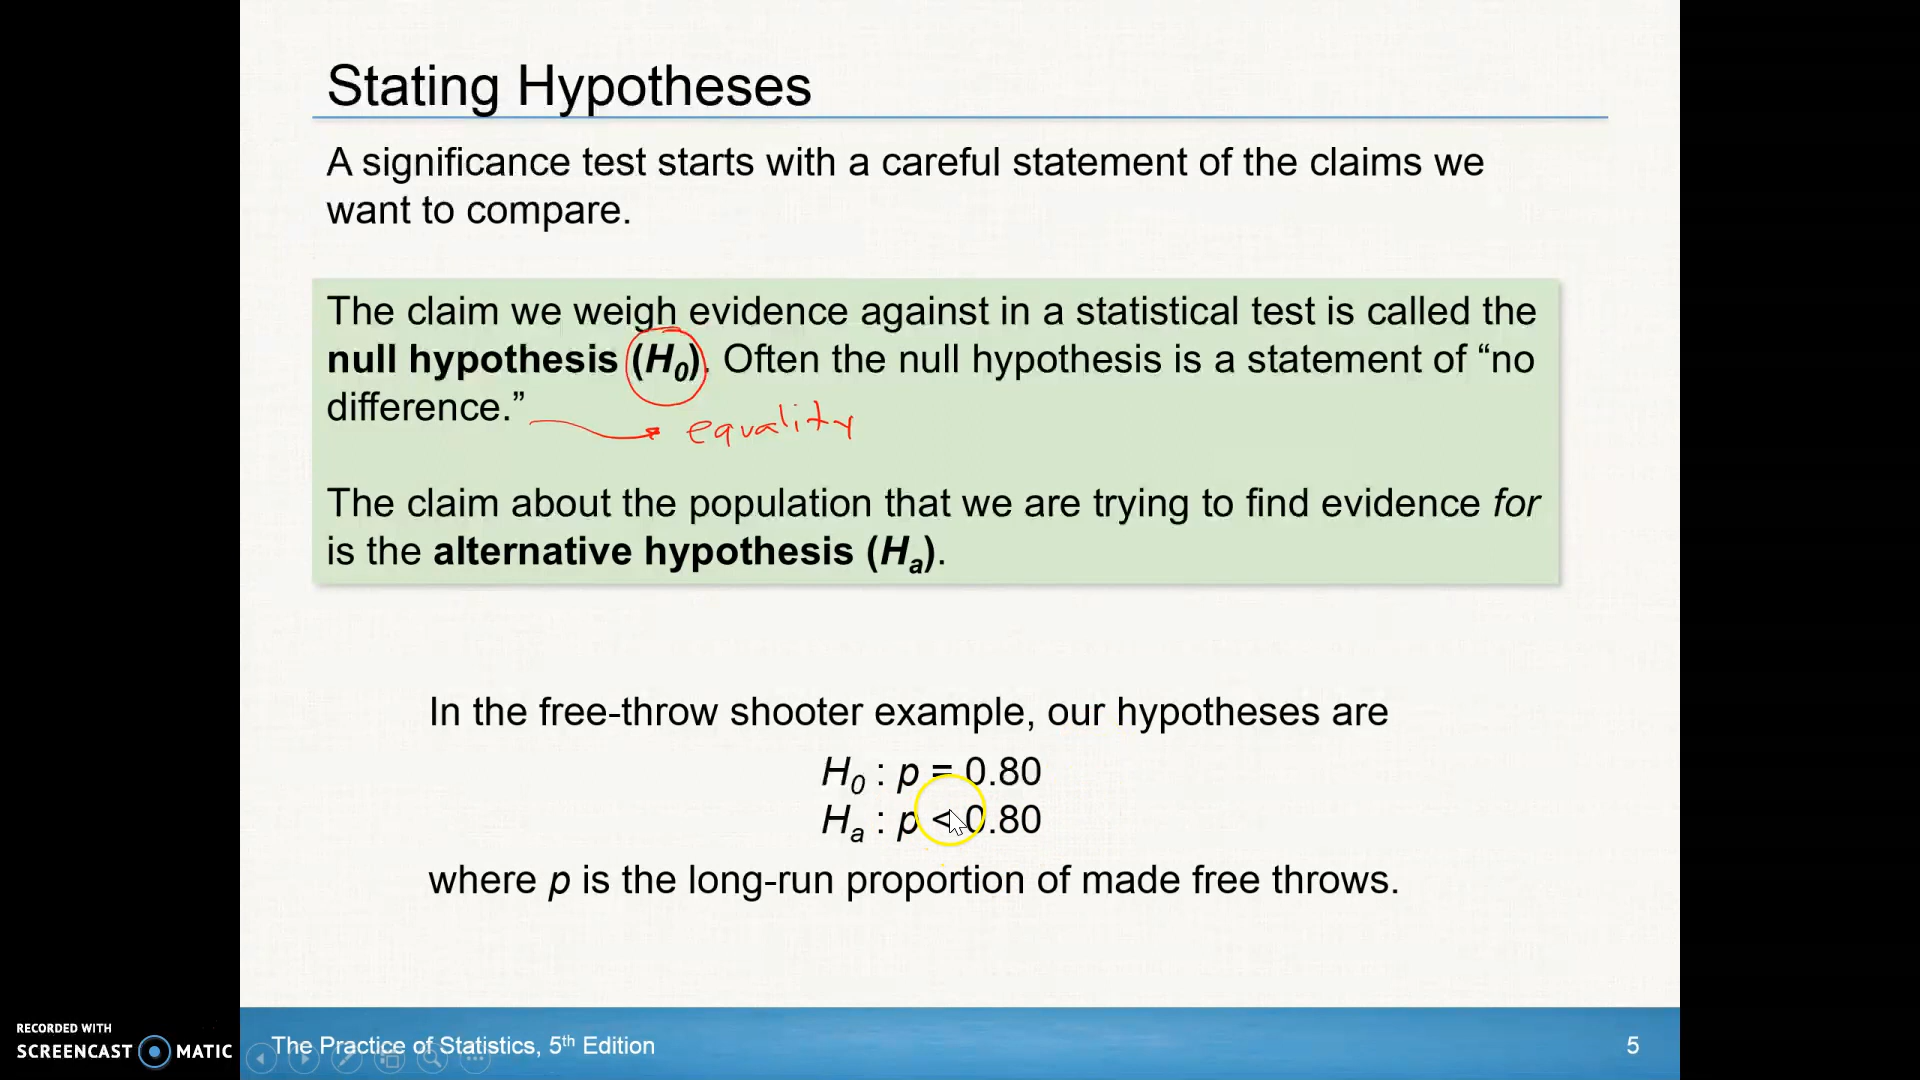 Stating Hypotheses
A significance test starts with a careful statement of the claims we
want to compare.
The claim we weigh evidence against in a statistical test is called the
null hypothesis (H₀). Often the null hypothesis is a statement of “no
difference.”
equality
The claim about the population that we are trying to find evidence for
is the alternative hypothesis (Hₐ).
In the free-throw shooter example, our hypotheses are
H₀ : p = 0.80
Hₐ : p < 0.80
where p is the long-run proportion of made free throws.
RECORDED WITH
SCREENCAST MATIC
The Practice of Statistics, 5th Edition
5